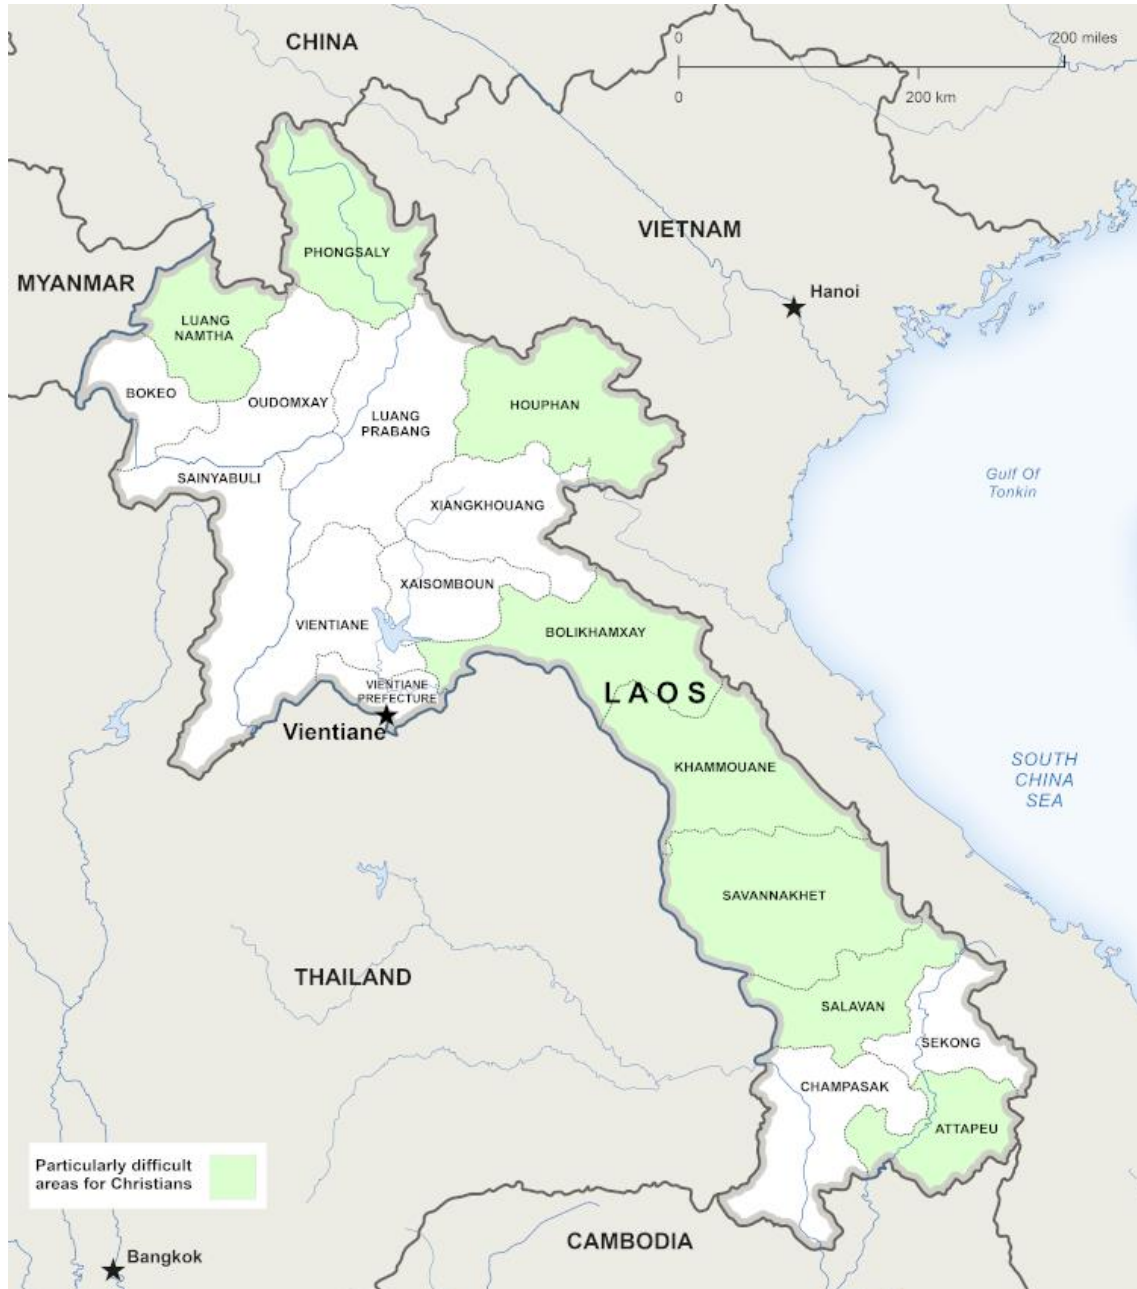 CHINA
0
200 miles
0
200 km
VIETNAM
PHONGSALY
MYANMAR
Hanoi
LUANG
NAMTHA
BOKEO
OUDOMXAY
LUANG
PRABANG
HOUPHAN
SAINYABULI
Gulf Of
Tonkin
XIANGKHOUANG
XAISOMBOUN
VIENTIANE
BOLIKHAMXAY
VIENTIANE
PREFECTURE
LAOS
Vientiane
KHAMMOUANE
SOUTH
CHINA
SEA
SAVANNAKHET
THAILAND
SALAVAN
SEKONG
CHAMPASAK
ATTAPEU
Particularly difficult
areas for Christians
CAMBODIA
Bangkok